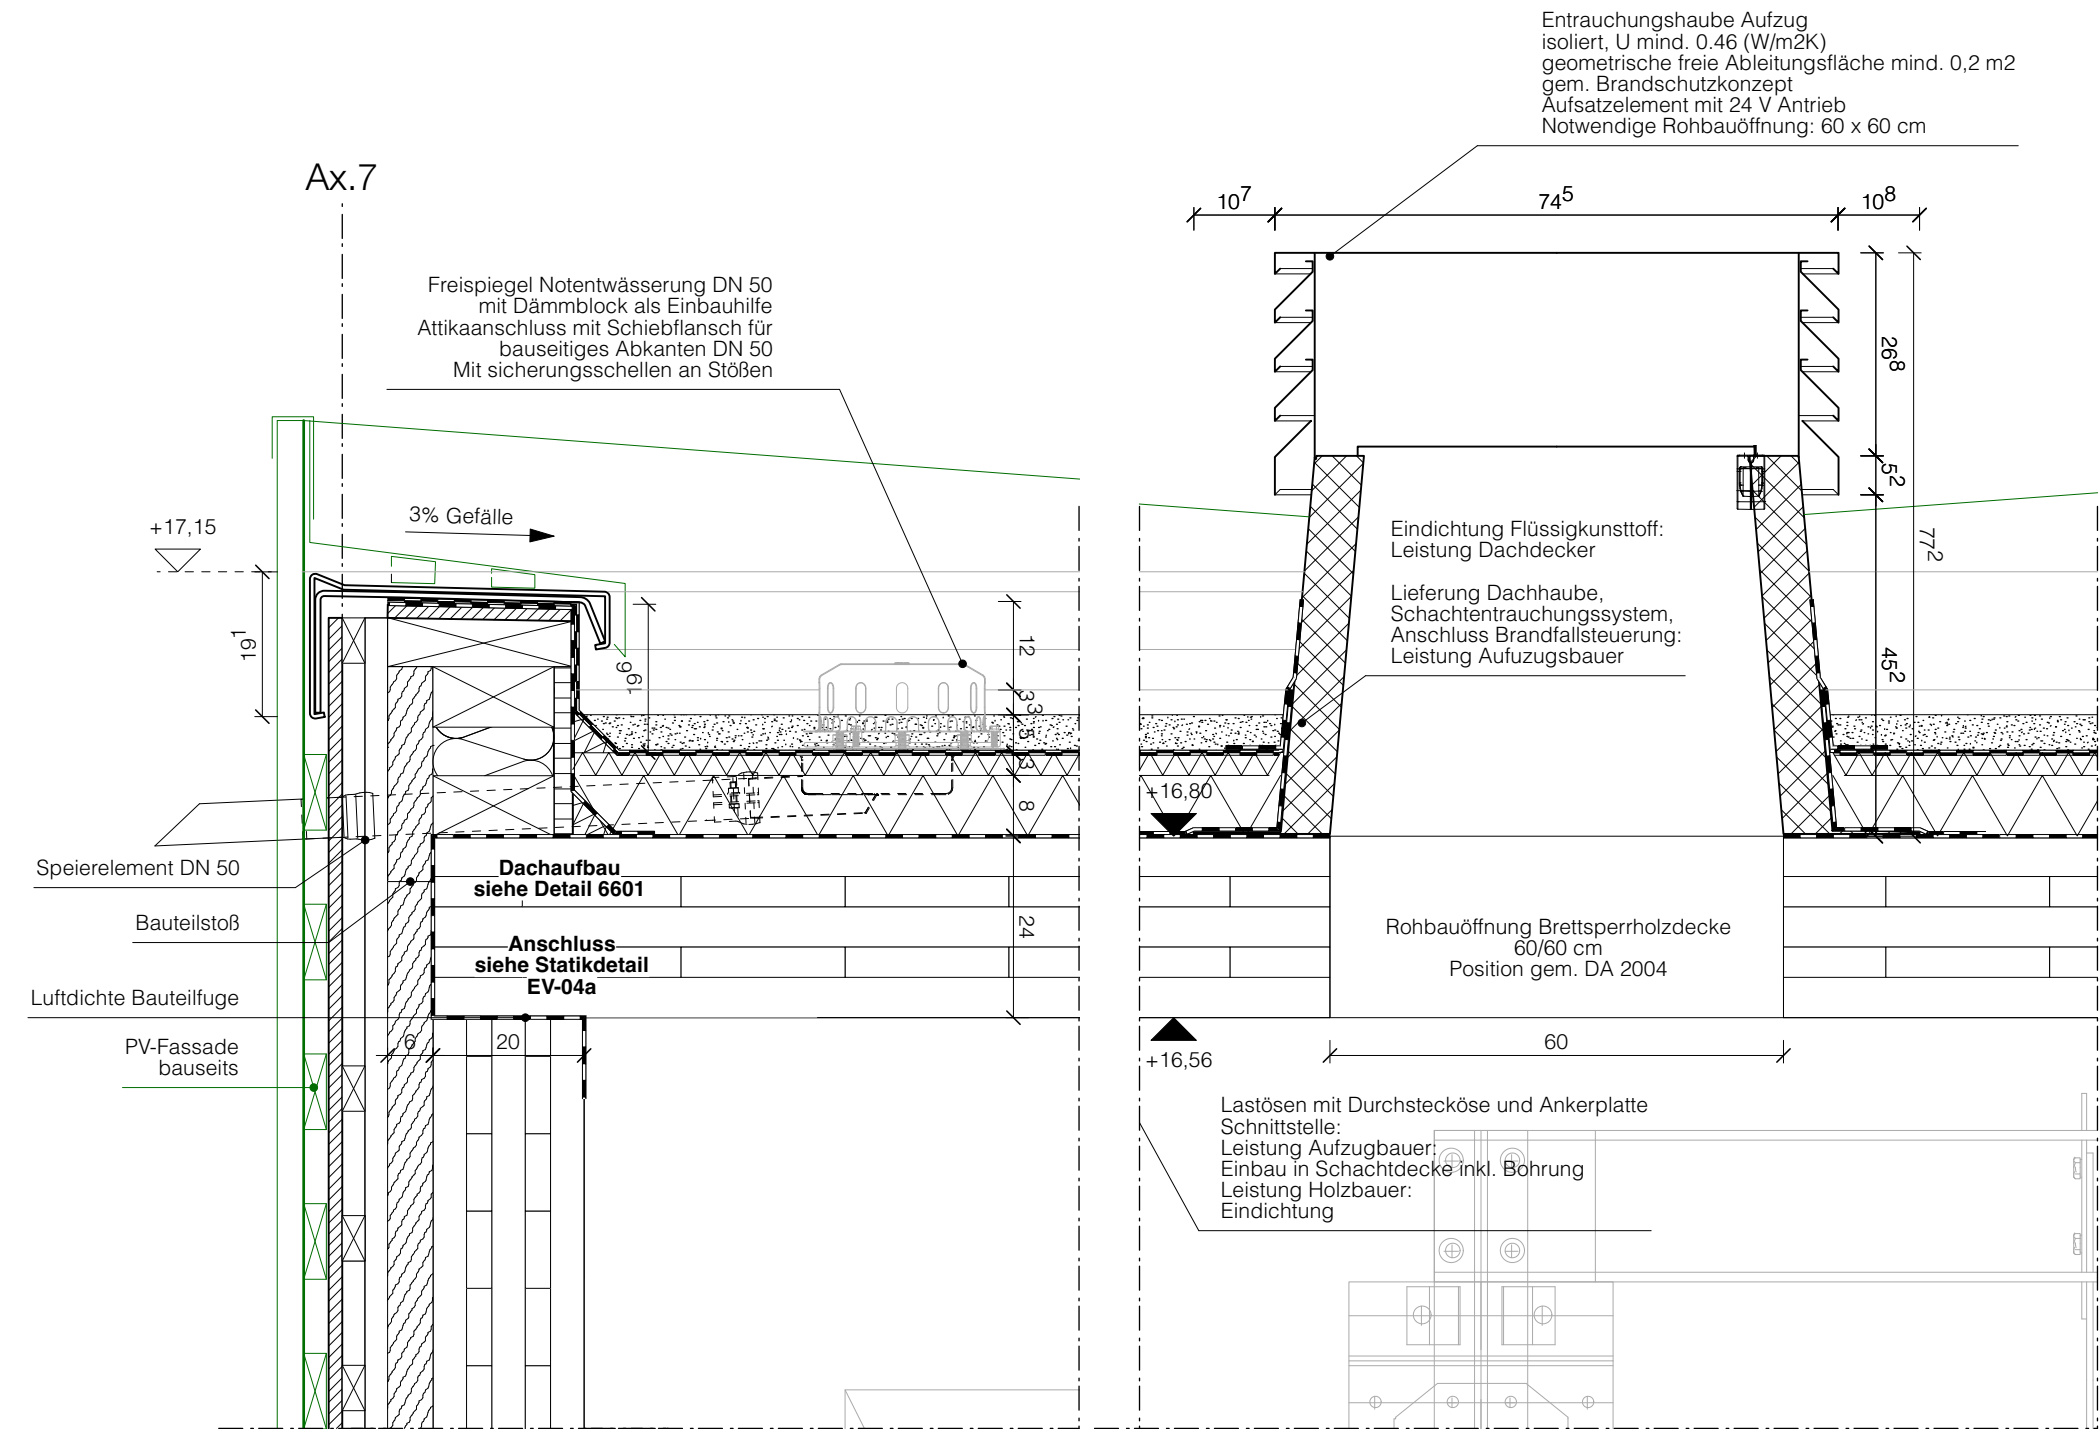 Entrauchungshaube Aufzug
isoliert, U mind. 0.46 (W/m2K)
geometrische freie Ableitungsfläche mind. 0,2 m2
gem. Brandschutzkonzept
Aufsatzelement mit 24 V Antrieb
Notwendige Rohbauöffnung: 60 x 60 cm
Ax.7
10⁷
74⁵
10⁸
Freispiegel Notentwässerung DN 50
mit Dämmblock als Einbauhilfe
Attikaanschluss mit Schiebflansch für
bauseitiges Abkanten DN 50
Mit sicherungsschellen an Stößen
26⁸
5²
77²
45²
+17,15
3% Gefälle
19¹
19⁶
12
3,3
5
3
8
24
Eindichtung Flüssigkunsttoff:
Leistung Dachdecker
Lieferung Dachhaube,
Schachtentrauchungssystem,
Anschluss Brandfallsteuerung:
Leistung Aufuzugsbauer
+16,80
Speierelement DN 50
Bauteilstoß
Luftdichte Bauteilfuge
PV-Fassade
bauseits
Dachaufbau
siehe Detail 6601
Anschluss
siehe Statikdetail
EV-04a
6
20
Rohbauöffnung Brettsperrholzdecke
60/60 cm
Position gem. DA 2004
60
+16,56
Lastösen mit Durchstecköse und Ankerplatte
Schnittstelle:
Leistung Aufzugbauer:
Einbau in Schachtdecke inkl. Bohrung
Leistung Holzbauer:
Eindichtung